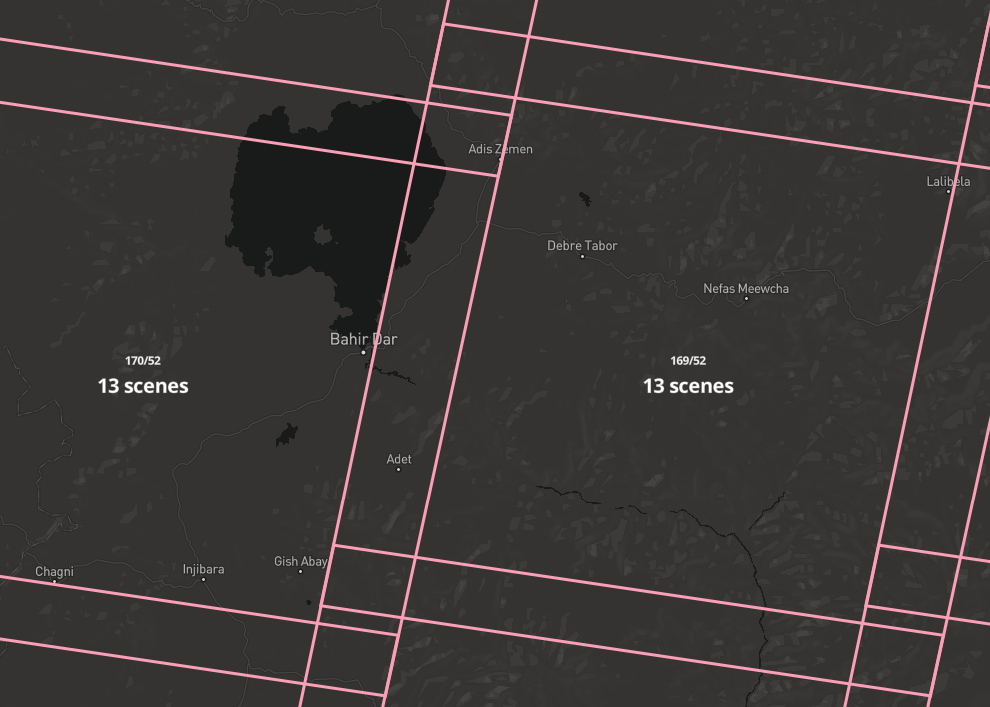 Adis Zemen
Lalibela
Debre Tabor
Nefas Meewcha
Bahir Dar
170/52
13 scenes
169/52
13 scenes
Adet
Gish Abay
Injibara
Chagni